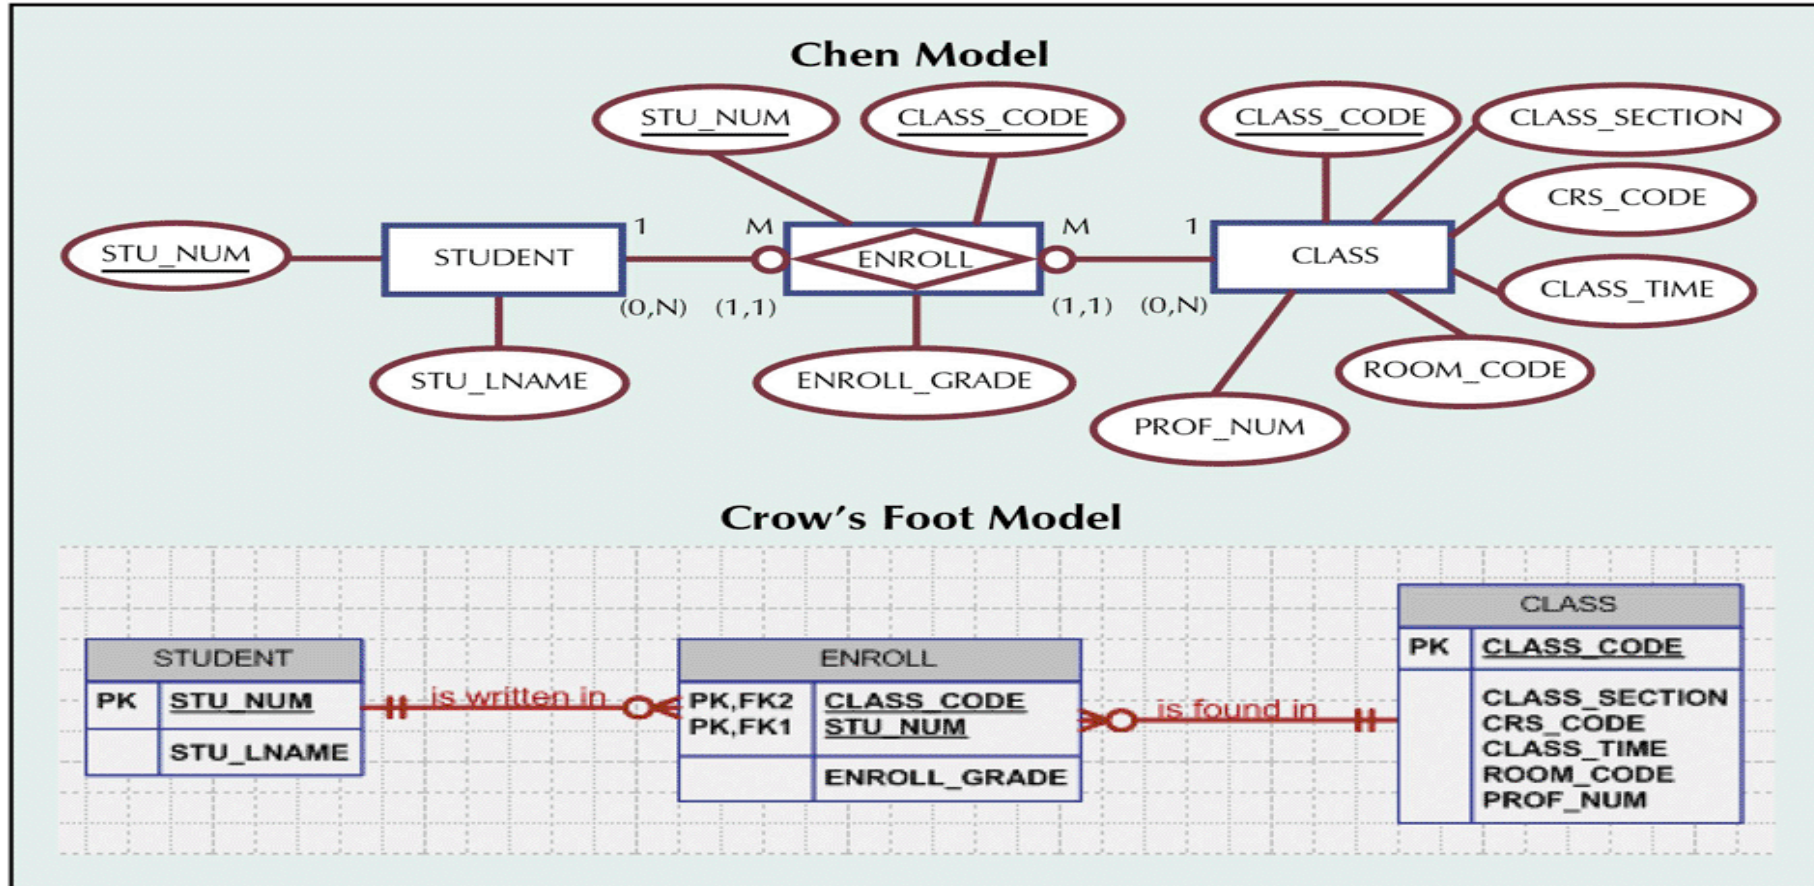 Chen Model
STU_NUM
CLASS_CODE
CLASS_CODE
CLASS_SECTION
CRS_CODE
STU_NUM
STUDENT
1
M
ENROLL
M
1
CLASS
CLASS_TIME
(0,N)
(1,1)
(1,1)
(0,N)
STU_LNAME
ENROLL_GRADE
ROOM_CODE
PROF_NUM
Crow's Foot Model
STUDENT
PK STU_NUM
STU_LNAME
is written in
ENROLL
PK,FK2 CLASS_CODE
PK,FK1 STU_NUM
ENROLL_GRADE
is found in
CLASS
PK CLASS_CODE
CLASS_SECTION
CRS_CODE
CLASS_TIME
ROOM_CODE
PROF_NUM